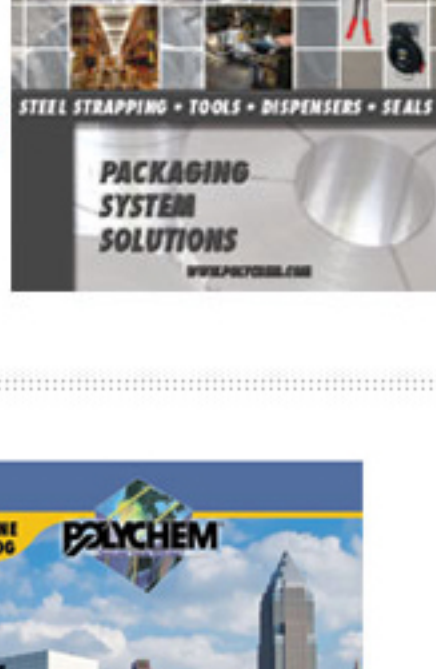 STEEL STRAPPING • TOOLS • DISPENSERS • SEALS
PACKAGING
SYSTEM
SOLUTIONS
WWW.POLYCHEM.COM
POLYCHEM